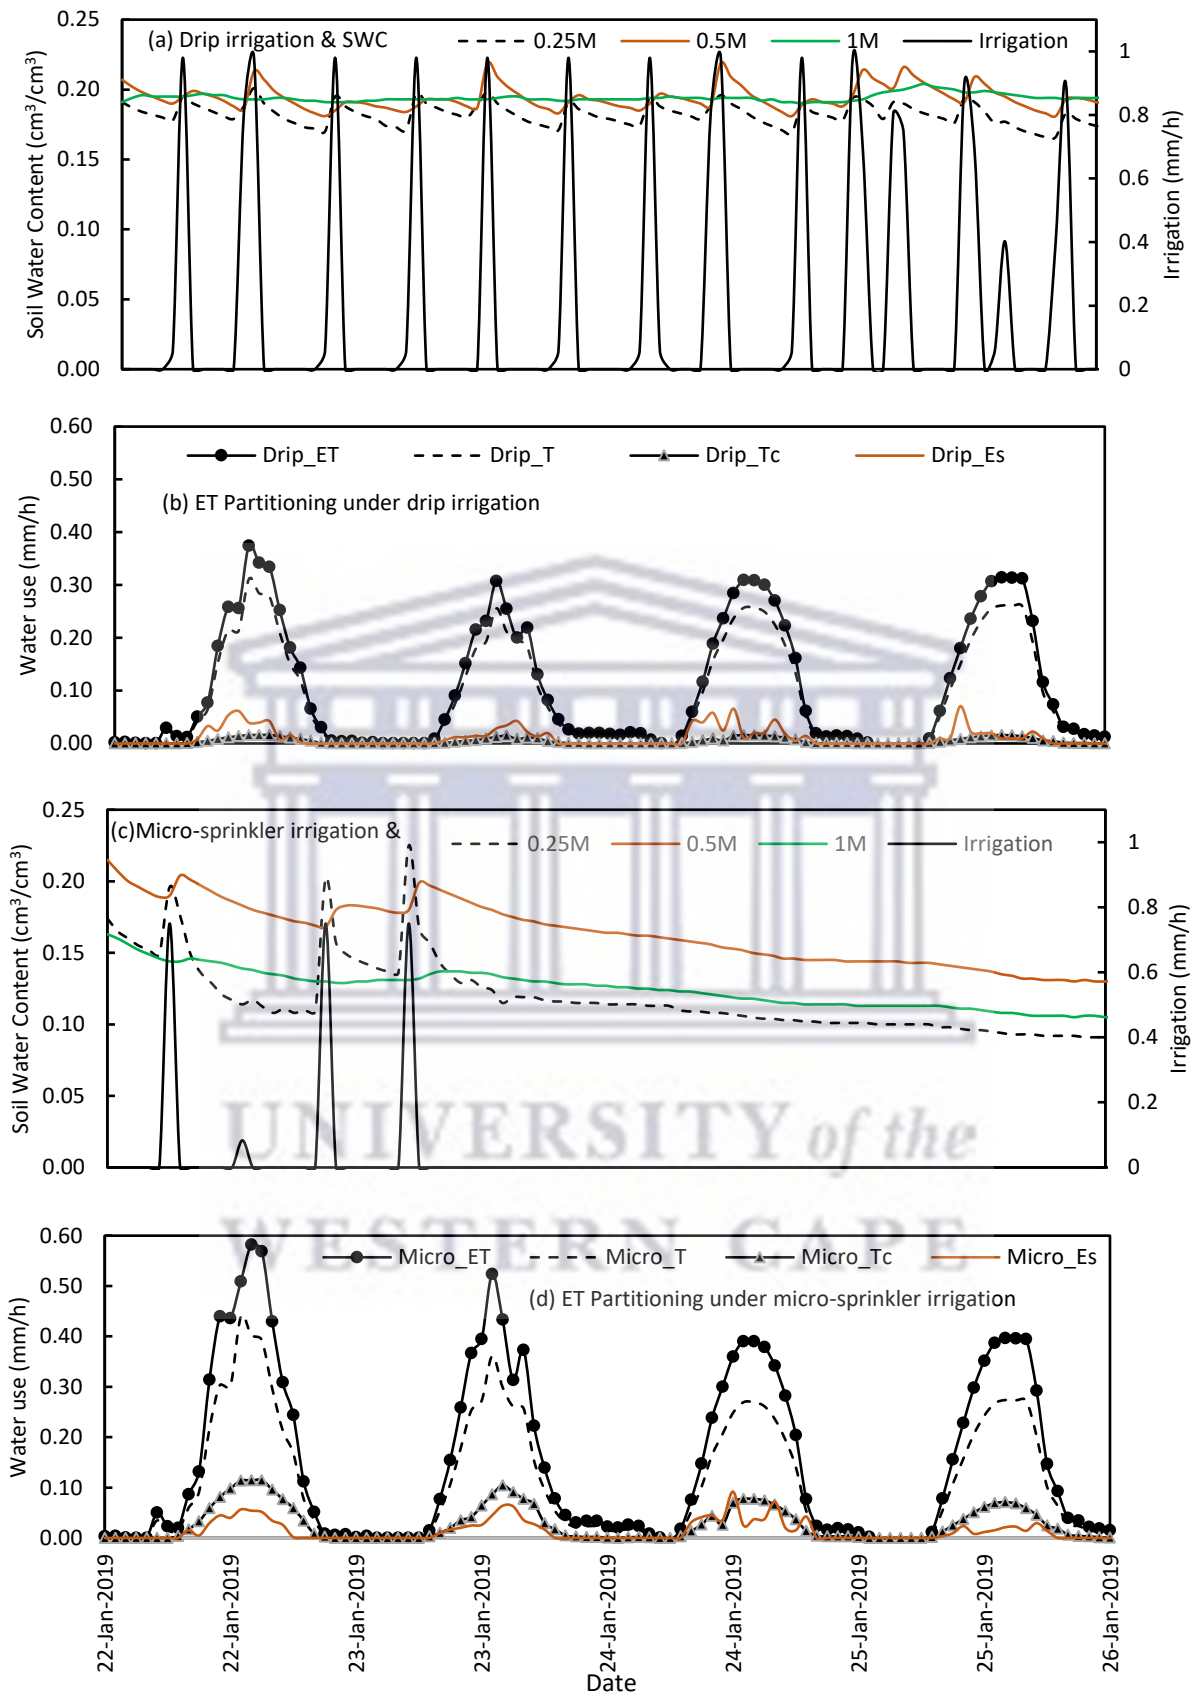 (a) Drip irrigation & SWC
0.25M
0.5M
1M
Irrigation
Soil Water Content (cm³/cm³)
0.25
0.20
0.15
0.10
0.05
0.00
Irrigation (mm/h)
1
0.8
0.6
0.4
0.2
0
Drip_ET
Drip_T
Drip_Tc
Drip_Es
(b) ET Partitioning under drip irrigation
Water use (mm/h)
0.60
0.50
0.40
0.30
0.20
0.10
0.00
(c)Micro-sprinkler irrigation &
0.25M
0.5M
1M
Irrigation
Soil Water Content (cm³/cm³)
0.25
0.20
0.15
0.10
0.05
0.00
Irrigation (mm/h)
1
0.8
0.6
0.4
0.2
0
UNIVERSITY of the
WESTERN CAPE
Micro_ET
Micro_T
Micro_Tc
Micro_Es
(d) ET Partitioning under micro-sprinkler irrigation
Water use (mm/h)
0.60
0.50
0.40
0.30
0.20
0.10
0.00
22-Jan-2019
22-Jan-2019
23-Jan-2019
23-Jan-2019
24-Jan-2019
24-Jan-2019
25-Jan-2019
25-Jan-2019
26-Jan-2019
Date